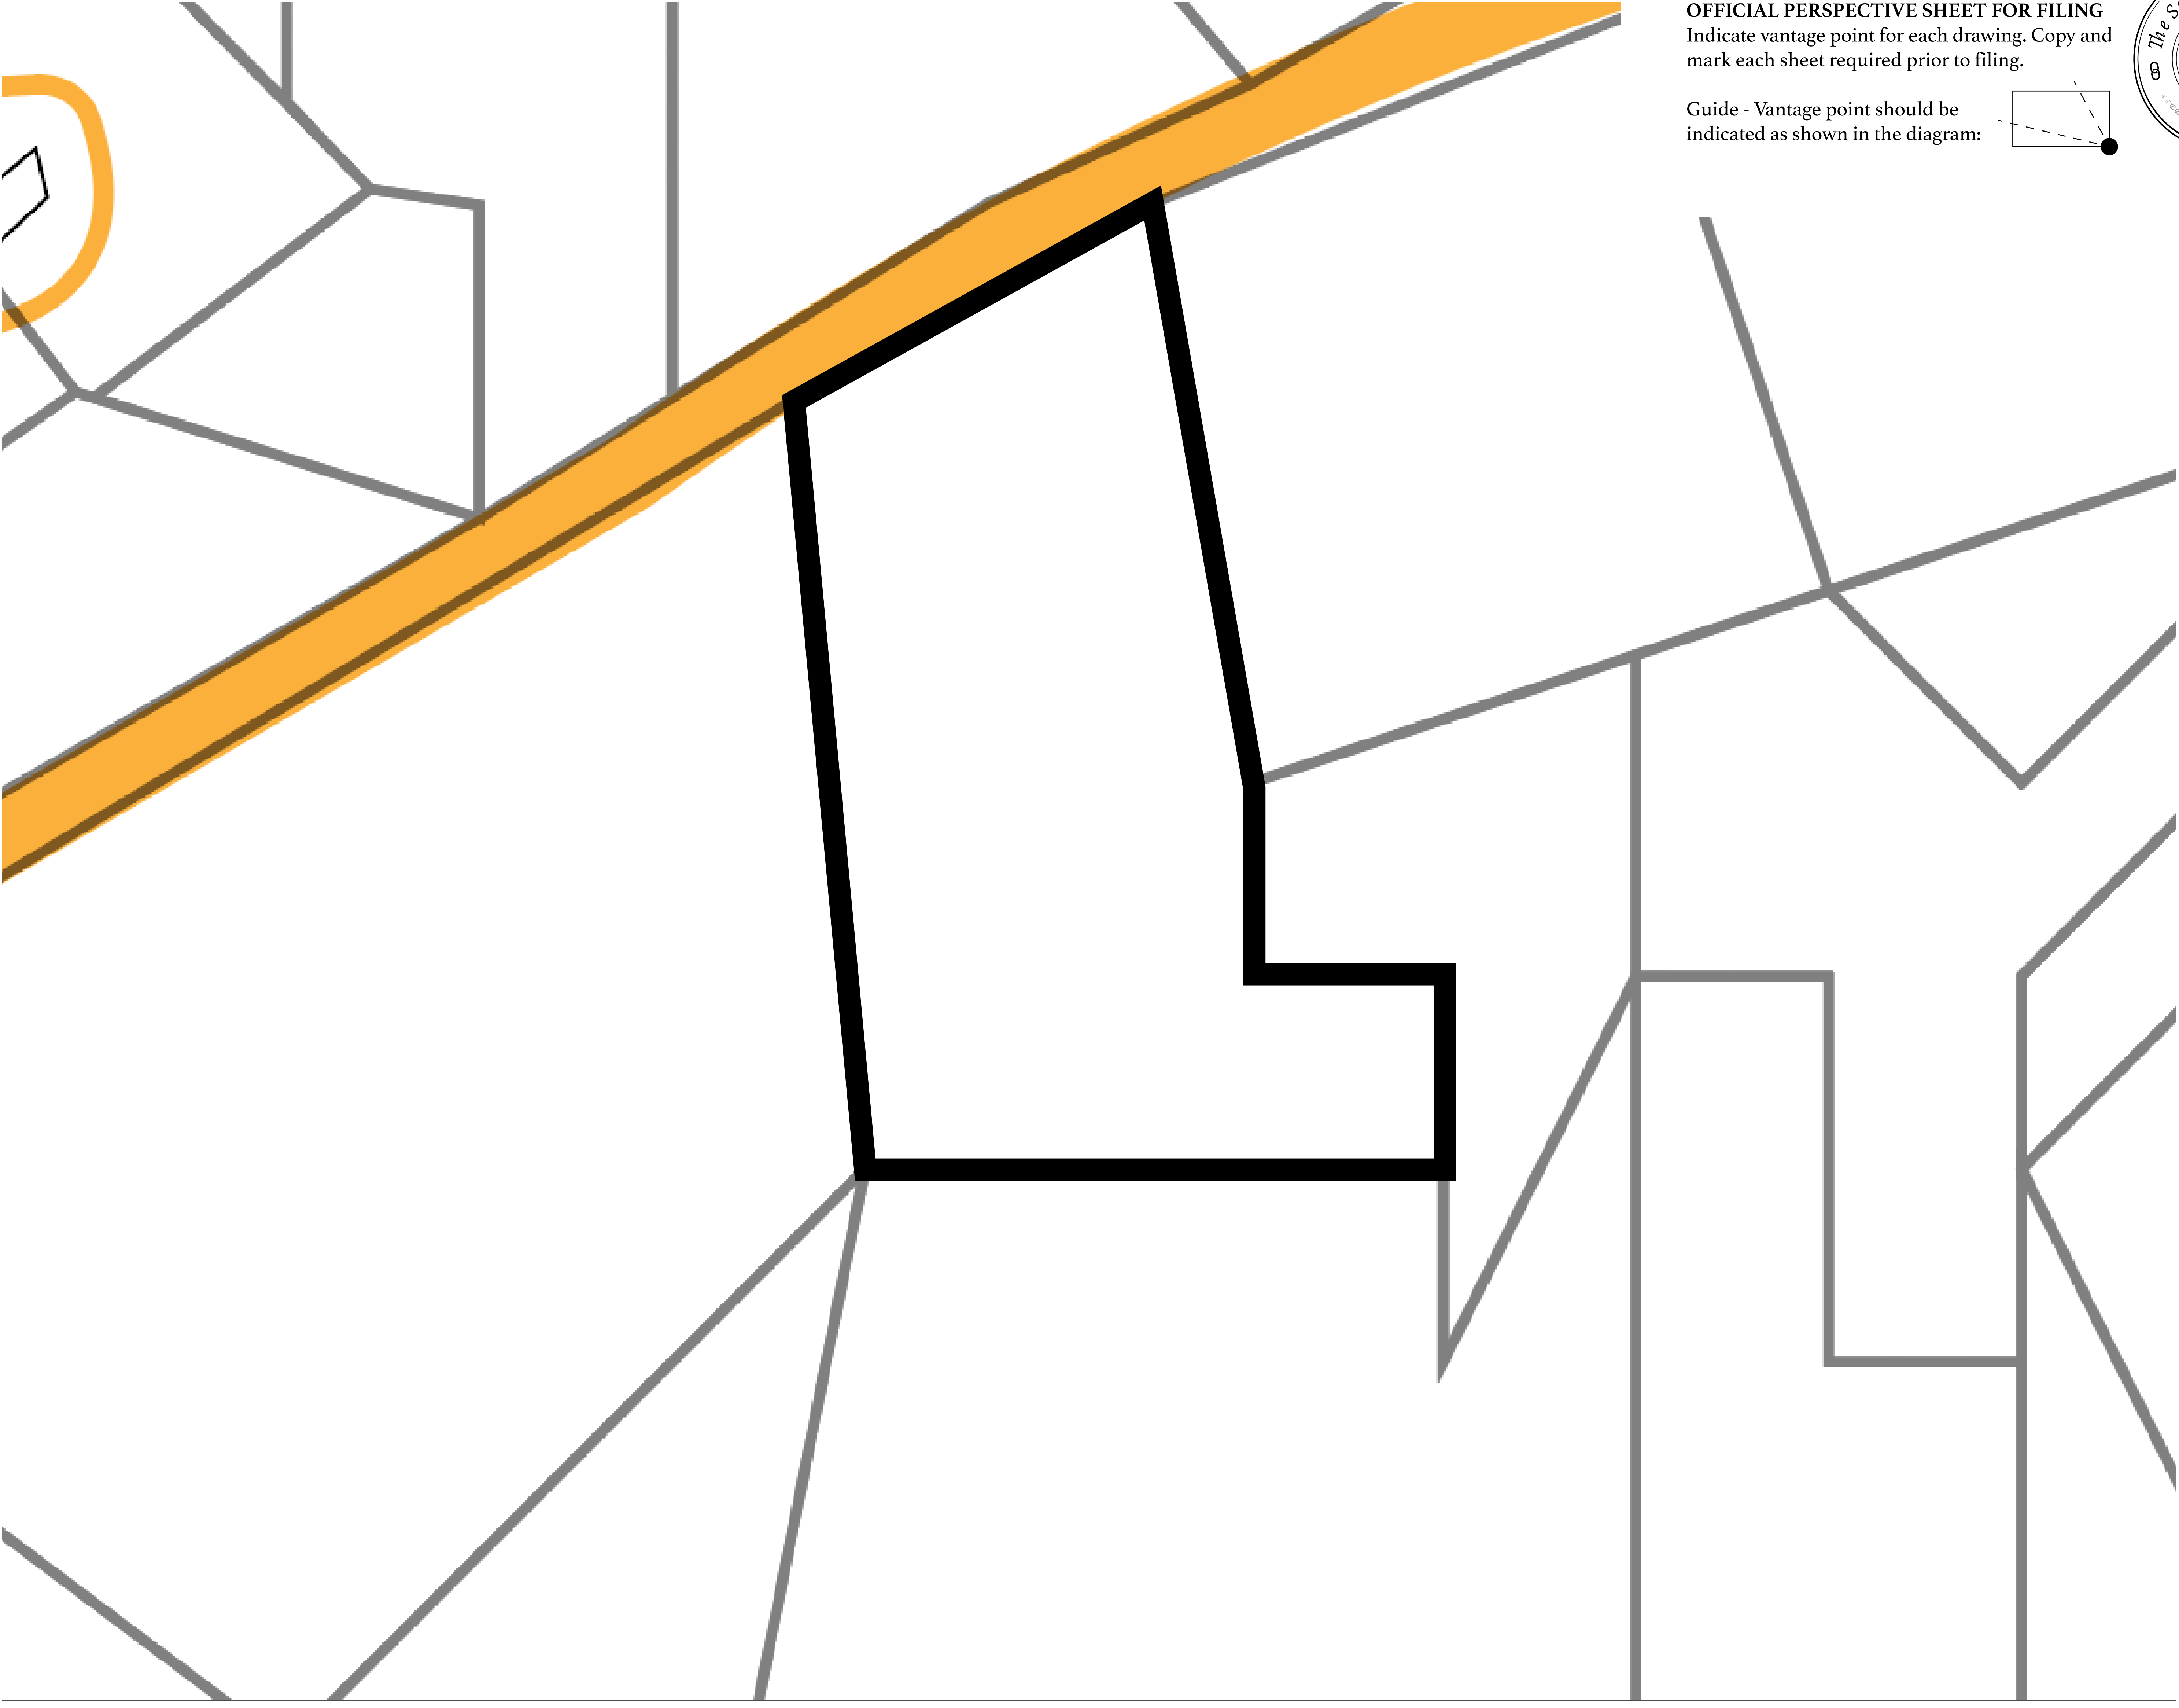 OFFICIAL PERSPECTIVE SHEET FOR FILING
Indicate vantage point for each drawing. Copy and
mark each sheet required prior to filing.
Guide - Vantage point should be
indicated as shown in the diagram:
The